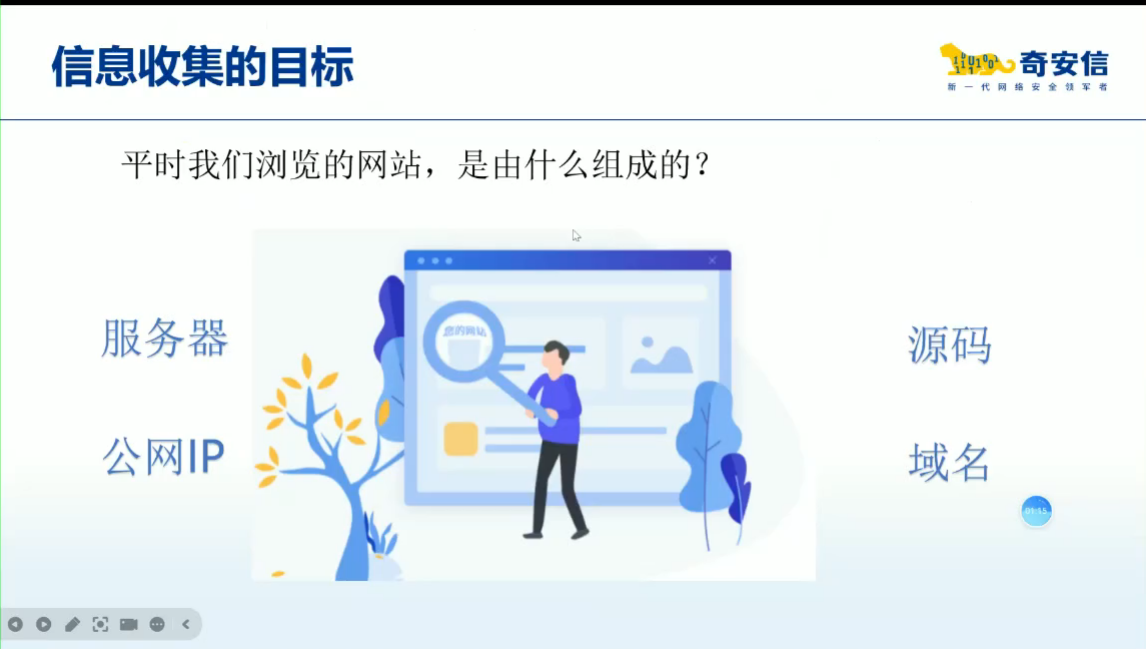 信息收集的目标
奇安信
新一代网络安全领军者
平时我们浏览的网站，是由什么组成的？
您的网站
服务器
源码
公网IP
域名
01:15